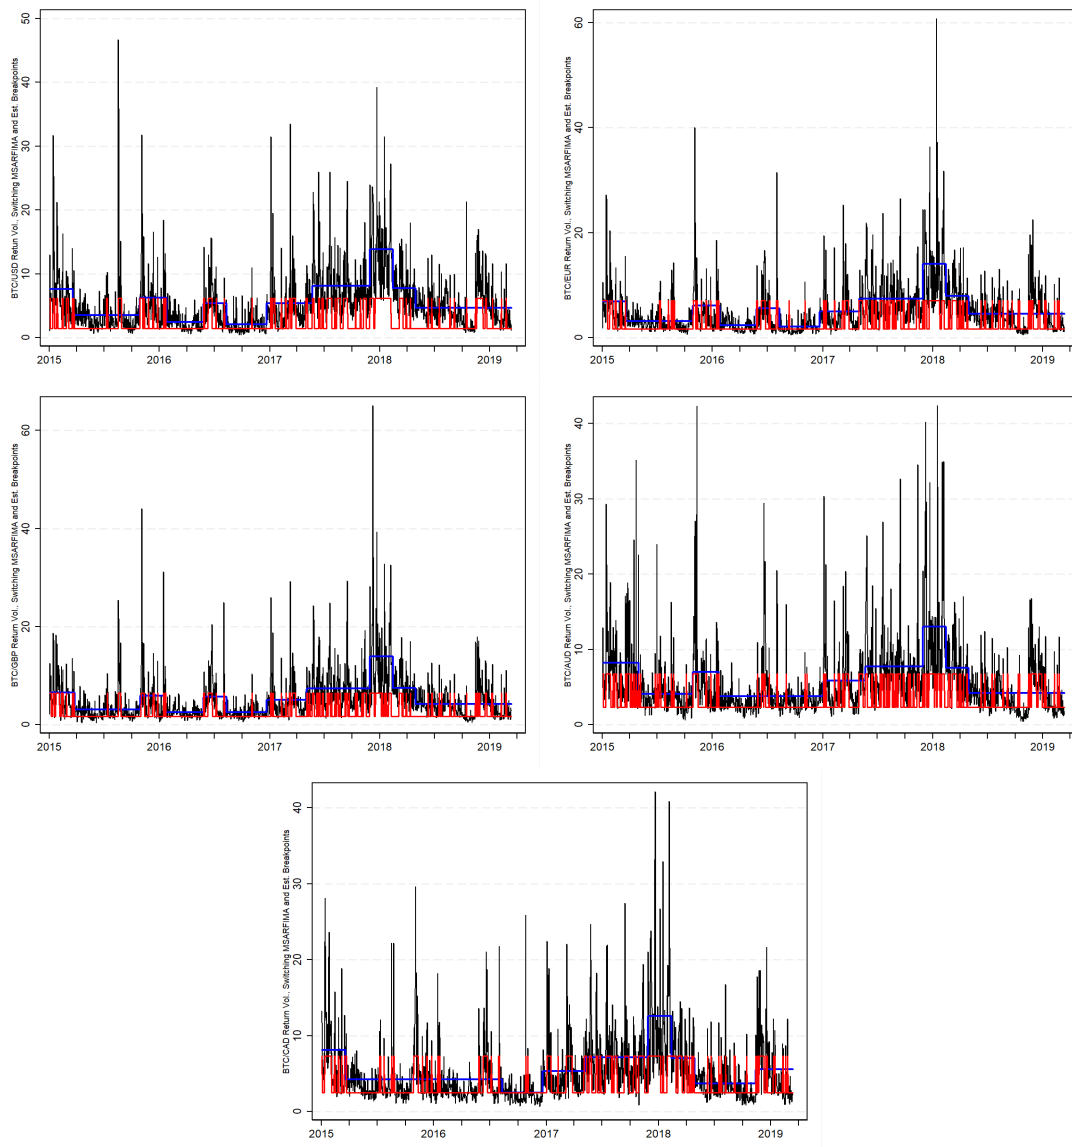 BTC/USD Return Vol., Switching MSARFIMA and Est. Breakpoints
50
40
30
20
10
0
2015 2016 2017 2018 2019
BTC/EUR Return Vol., Switching MSARFIMA and Est. Breakpoints
60
40
20
0
2015 2016 2017 2018 2019
BTC/GBP Return Vol., Switching MSARFIMA and Est. Breakpoints
60
40
20
0
2015 2016 2017 2018 2019
BTC/AUD Return Vol., Switching MSARFIMA and Est. Breakpoints
40
30
20
10
0
2015 2016 2017 2018 2019
BTC/CAD Return Vol., Switching MSARFIMA and Est. Breakpoints
40
30
20
10
0
2015 2016 2017 2018 2019